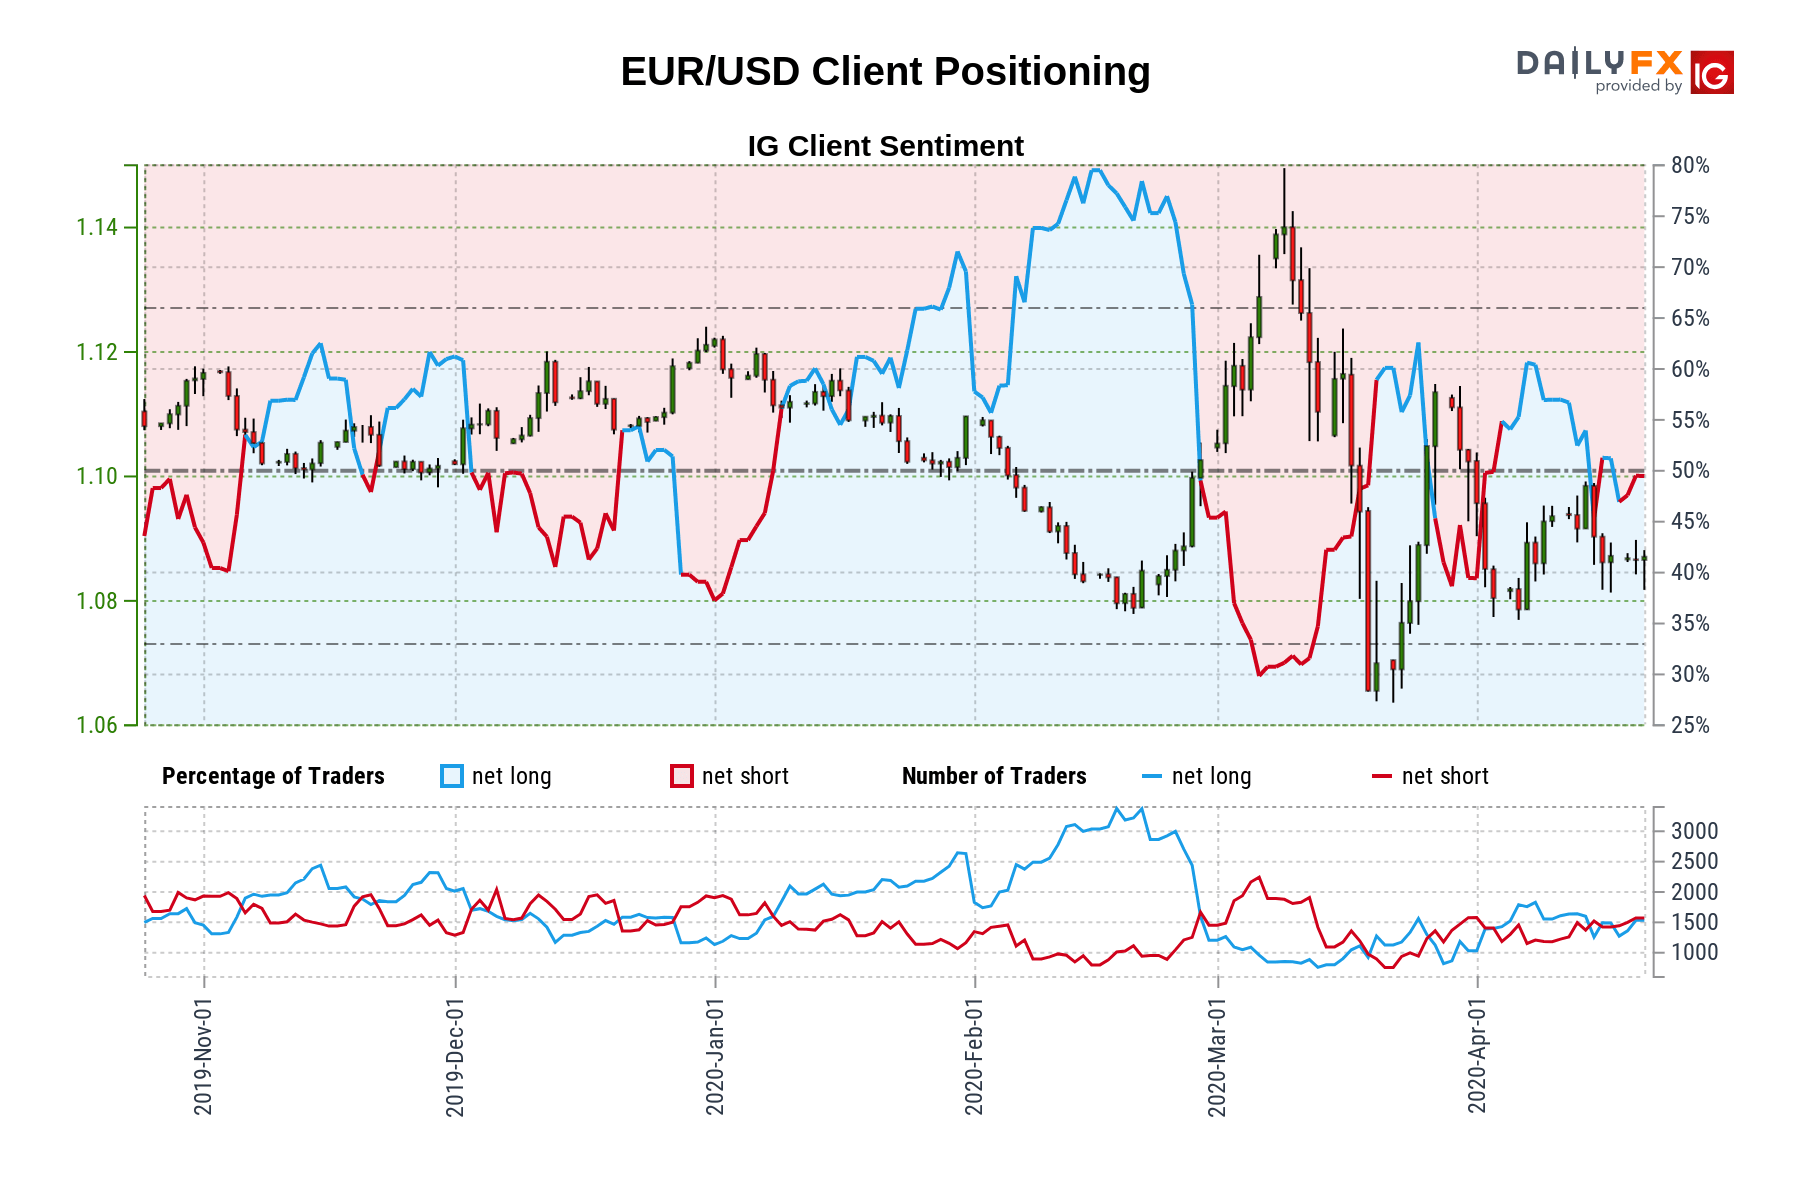 EUR/USD Client Positioning
DAILYFX
provided by
IG
IG Client Sentiment
1.14
1.12
1.10
1.08
1.06
80%
75%
70%
65%
60%
55%
50%
45%
40%
35%
30%
25%
Percentage of Traders net long net short Number of Traders net long net short
3000
2500
2000
1500
1000
2019-Nov-01
2019-Dec-01
2020-Jan-01
2020-Feb-01
2020-Mar-01
2020-Apr-01